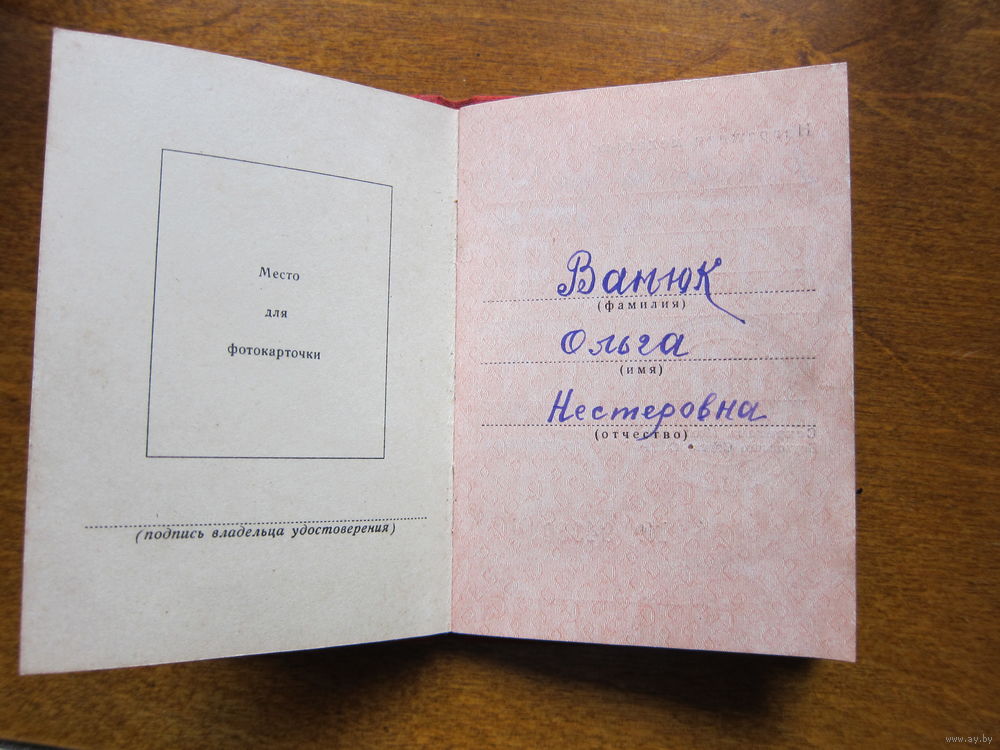 Место
для
фотокарточки
(подпись владельца удостоверения)
Ванюк
(фамилия)
Ольга
(имя)
Нестеровна
(отчество)
www.ay.by